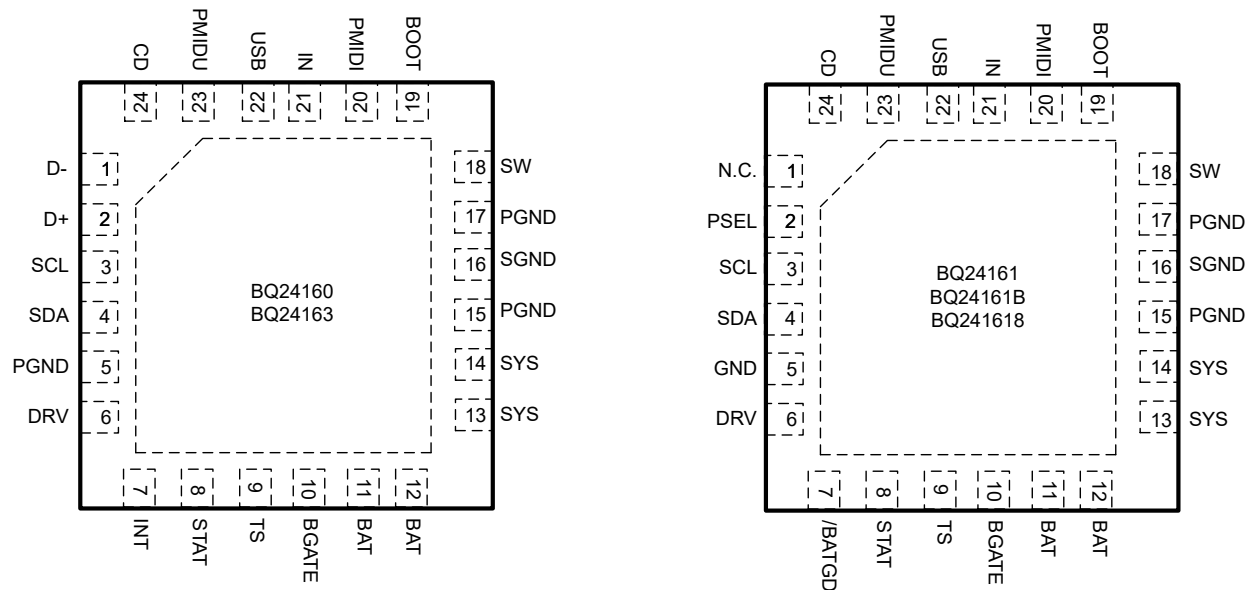 CD PMIDU USB IN PMIDI BOOT
24 23 22 21 20 19
D- 1
D+ 2
SCL 3
SDA 4
PGND 5
DRV 6
18 SW
17 PGND
16 SGND
15 PGND
14 SYS
13 SYS
BQ24160
BQ24163
7 8 9 10 11 12
INT STAT TS BGATE BAT BAT
CD PMIDU USB IN PMIDI BOOT
24 23 22 21 20 19
N.C. 1
PSEL 2
SCL 3
SDA 4
GND 5
DRV 6
18 SW
17 PGND
16 SGND
15 PGND
14 SYS
13 SYS
BQ24161
BQ24161B
BQ241618
7 8 9 10 11 12
/BATGD STAT TS BGATE BAT BAT